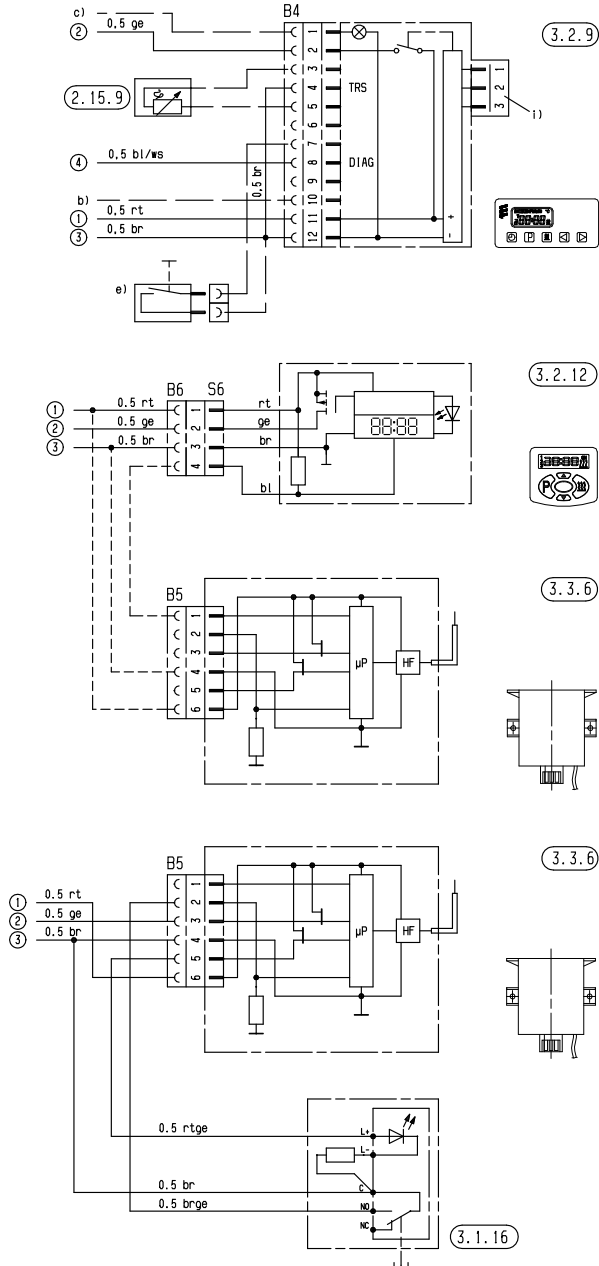 c)
B4
② 0.5 ge
1
2
3
4
5
6
7
8
9
10
11
12
TRS
DIAG
+
-
1
2
3
i)
3.2.9
2.15.9
④ 0.5 bl/ws
0.5 br
b)
① 0.5 rt
③ 0.5 br
e)
P
3.2.12
B6 S6
① 0.5 rt
② 0.5 ge
③ 0.5 br
1
2
3
4
rt
ge
br
bl
88:88
P
3.3.6
B5
1
2
3
4
5
6
µP
HF
3.3.6
B5
① 0.5 rt
② 0.5 ge
③ 0.5 br
1
2
3
4
5
6
µP
HF
0.5 rtge
L+
L-
0.5 br
C
0.5 brge
NO
NC
3.1.16